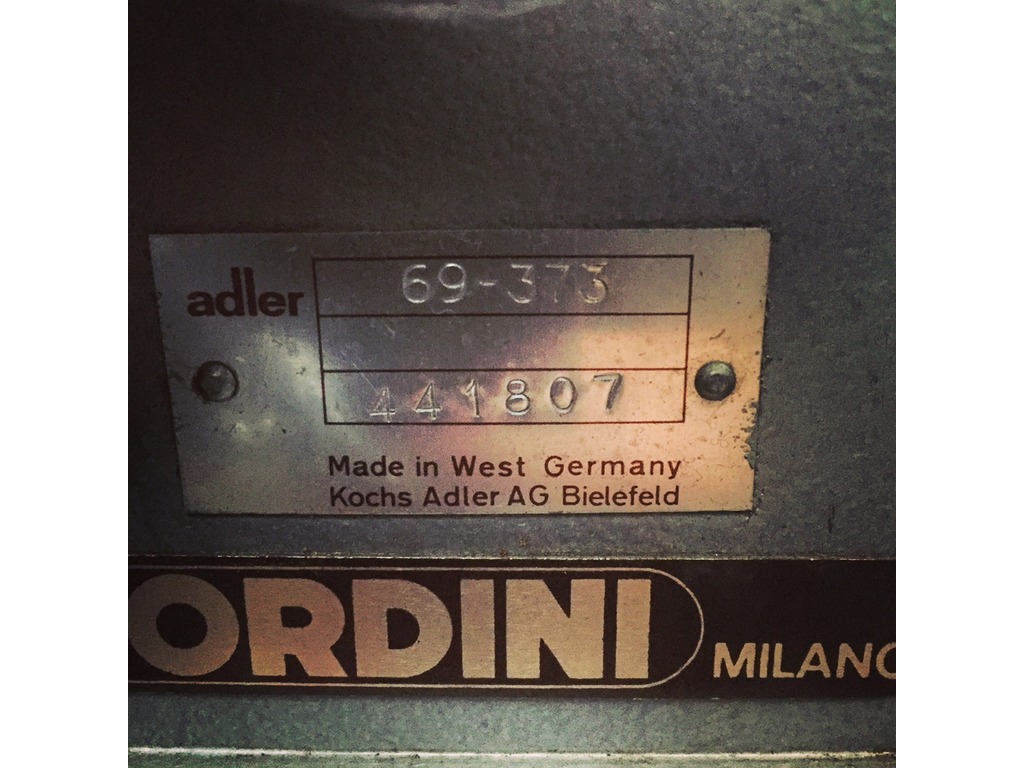 adler
69-373
441807
Made in West Germany
Kochs Adler AG Bielefeld
ORDINI
MILANO